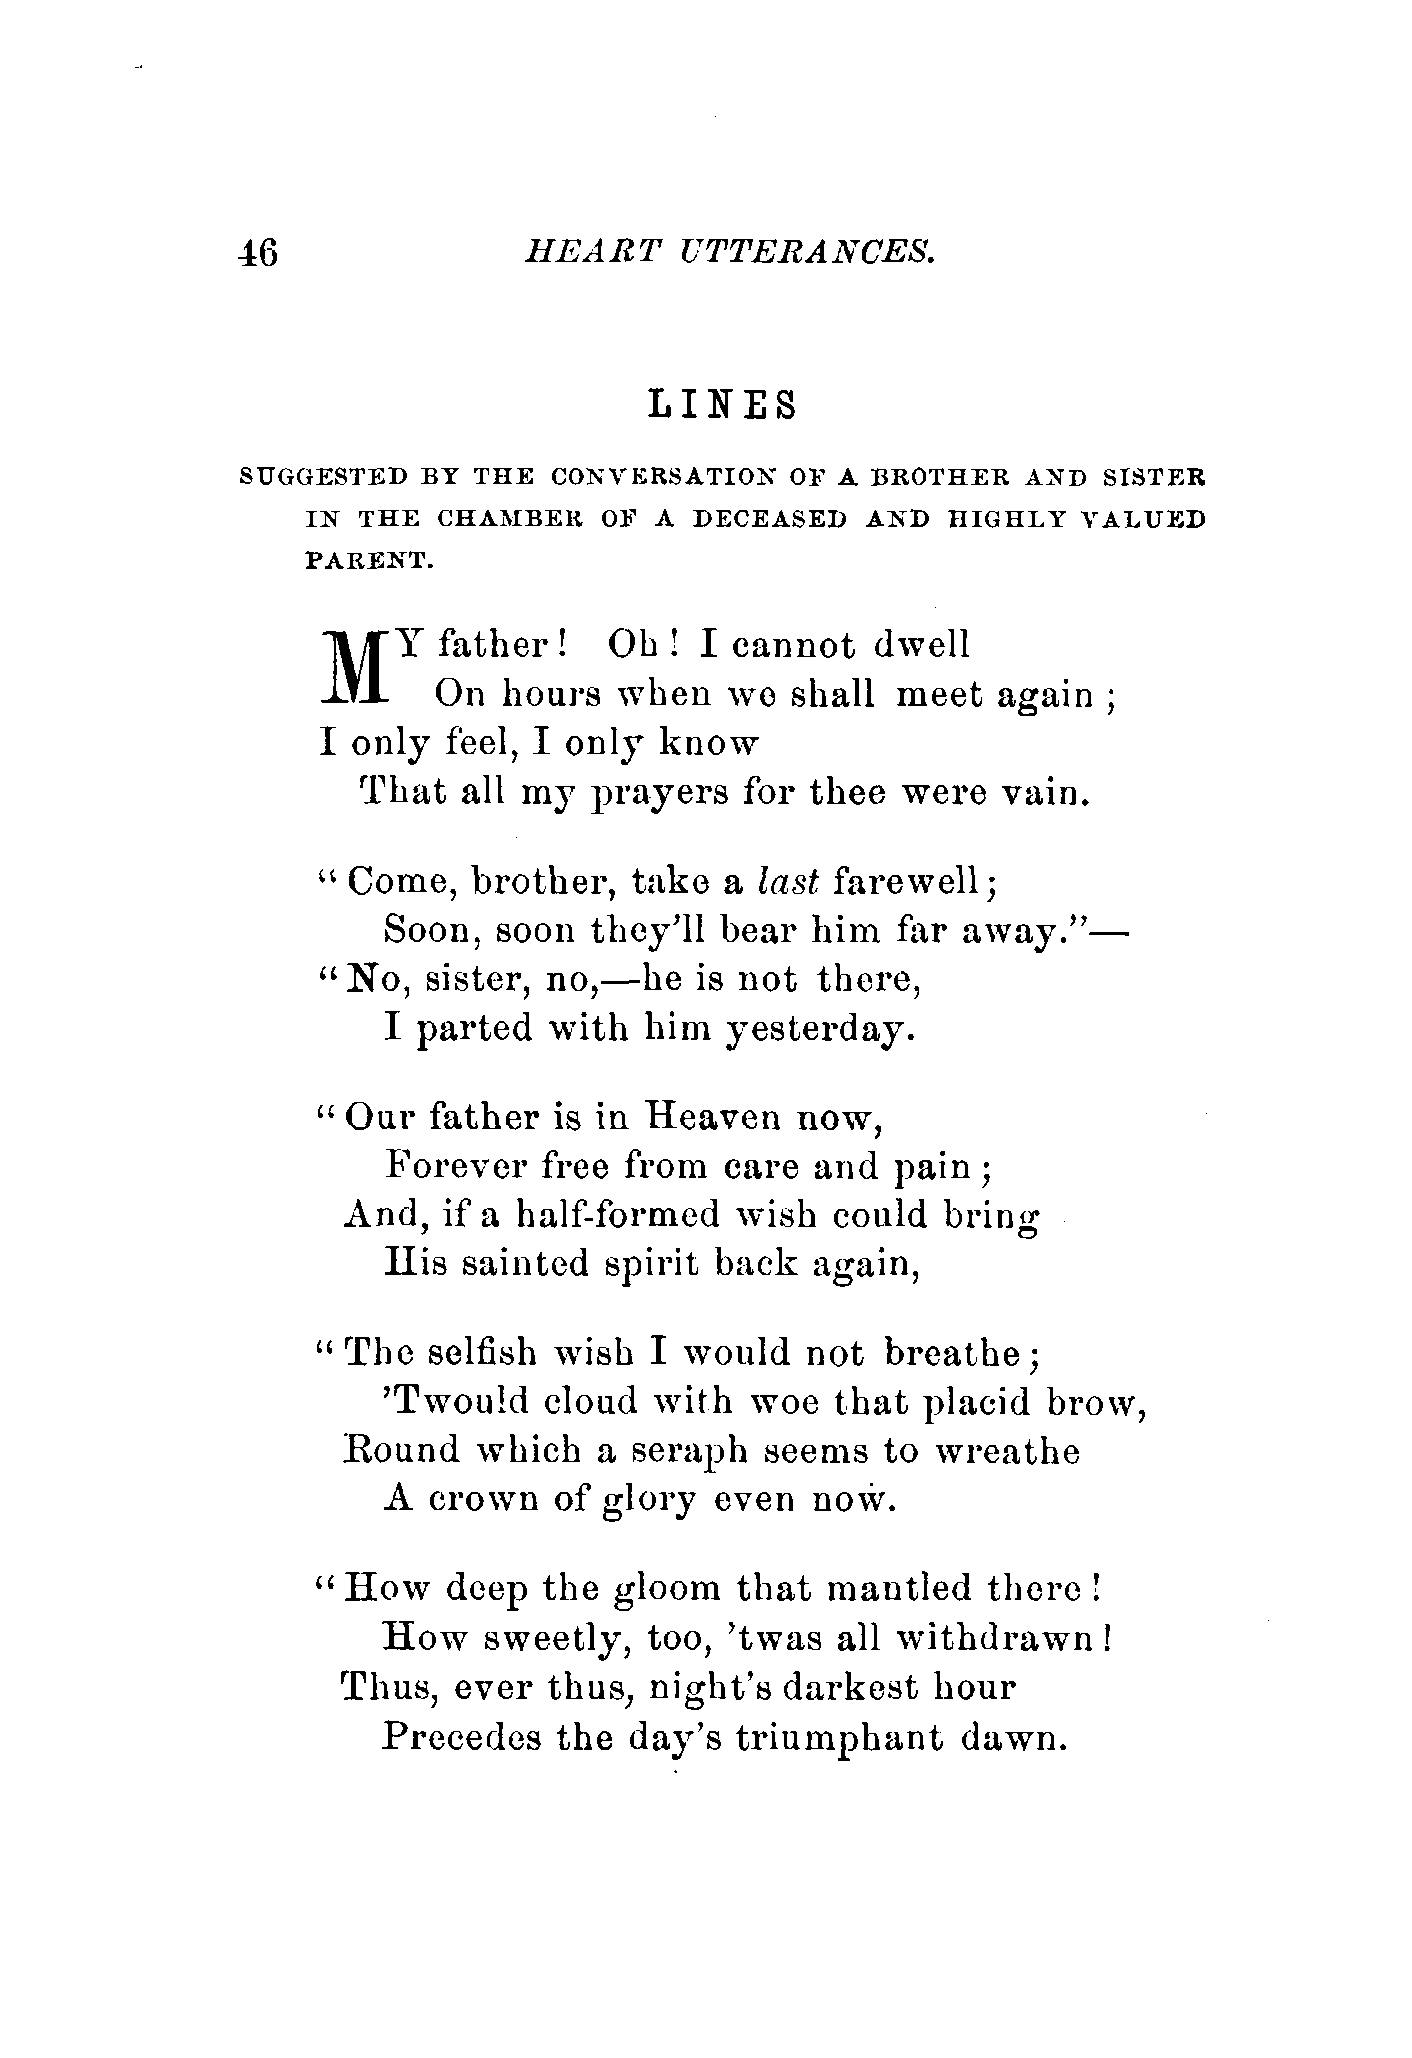 46 HEART UTTERANCES.
LINES
SUGGESTED BY THE CONVERSATION OF A BROTHER AND SISTER
IN THE CHAMBER OF A DECEASED AND HIGHLY VALUED
PARENT.
MY father! Oh! I cannot dwell
On hours when we shall meet again;
I only feel, I only know
That all my prayers for thee were vain.
"Come, brother, take a last farewell;
Soon, soon they'll bear him far away."—
"No, sister, no,—he is not there,
I parted with him yesterday.
"Our father is in Heaven now,
Forever free from care and pain;
And, if a half-formed wish could bring
His sainted spirit back again,
"The selfish wish I would not breathe;
'Twould cloud with woe that placid brow,
Round which a seraph seems to wreathe
A crown of glory even now.
"How deep the gloom that mantled there!
How sweetly, too, 'twas all withdrawn!
Thus, ever thus, night's darkest hour
Precedes the day's triumphant dawn.